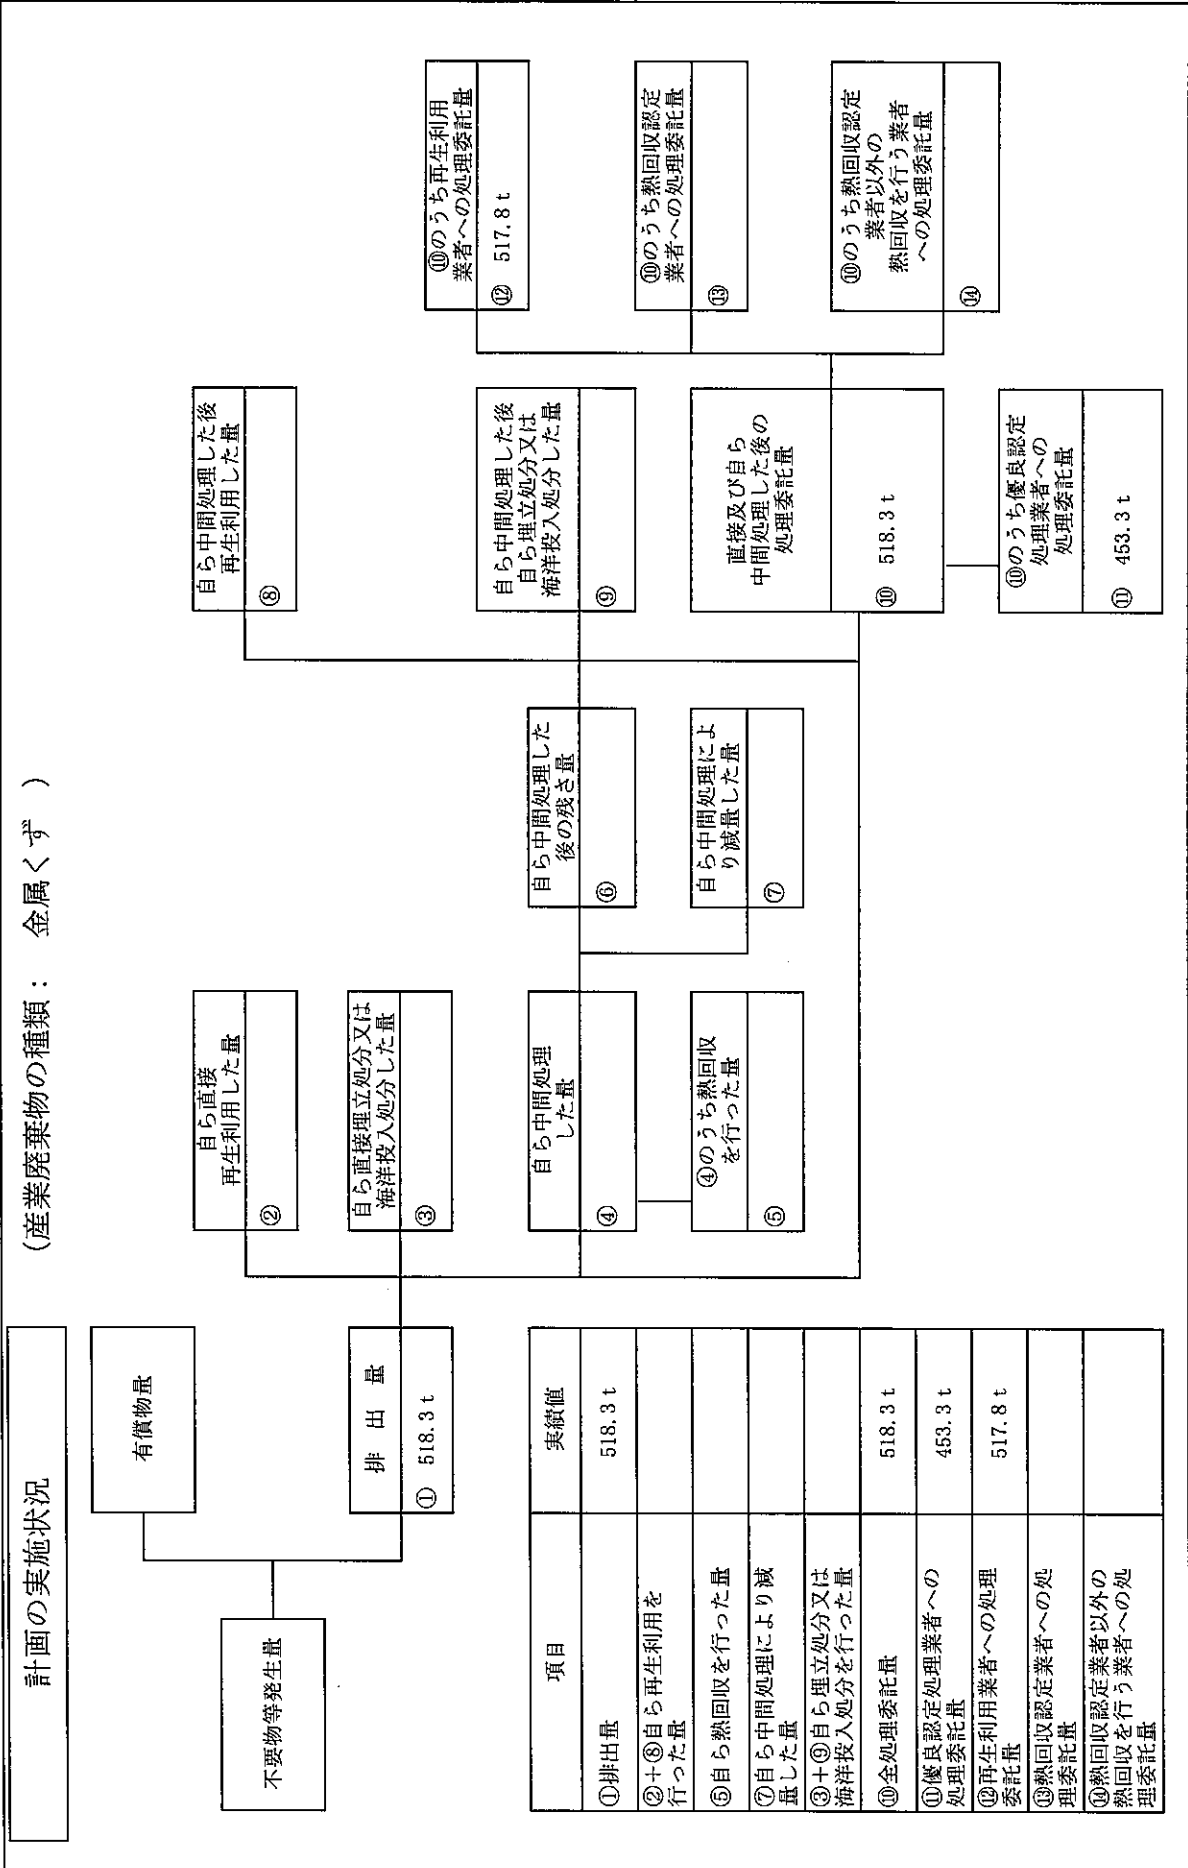 計画の実施状況
(産業廃棄物の種類： 金属くず )
不要物等発生量
有償物量
排 出 量
① 518.3 t
自ら直接
再生利用した量
②
自ら直接埋立処分又は
海洋投入処分した量
③
自ら中間処理
した量
④
④のうち熱回収
を行った量
⑤
自ら中間処理した
後の残さ量
⑥
自ら中間処理によ
り減量した量
⑦
自ら中間処理した後
再生利用した量
⑧
自ら中間処理した後
自ら埋立処分又は
海洋投入処分した量
⑨
直接及び自ら
中間処理した後の
処理委託量
⑩ 518.3 t
⑩のうち優良認定
処理業者への
処理委託量
⑪ 453.3 t
⑩のうち再生利用
業者への処理委託量
⑫ 517.8 t
⑩のうち熱回収認定
業者への処理委託量
⑬
⑩のうち熱回収認定
業者以外の
熱回収を行う業者
への処理委託量
⑭
項目 実績値
①排出量 518.3 t
②+⑧自ら再生利用を
行った量
⑤自ら熱回収を行った量
⑦自ら中間処理により減
量した量
③+⑨自ら埋立処分又は
海洋投入処分を行った量
⑩全処理委託量 518.3 t
⑪優良認定処理業者への
処理委託量 453.3 t
⑫再生利用業者への処理
委託量 517.8 t
⑬熱回収認定業者への処
理委託量
⑭熱回収認定業者以外の
熱回収を行う業者への処
理委託量